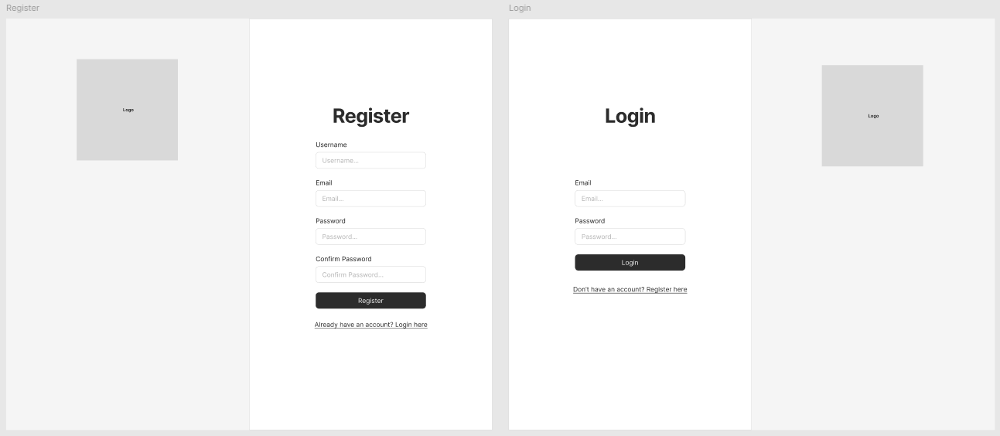 Register
Logo
Register
Username
Username...
Email
Email...
Password
Password...
Confirm Password
Confirm Password...
Register
Already have an account? Login here
Login
Login
Email
Email...
Password
Password...
Login
Don't have an account? Register here
Logo